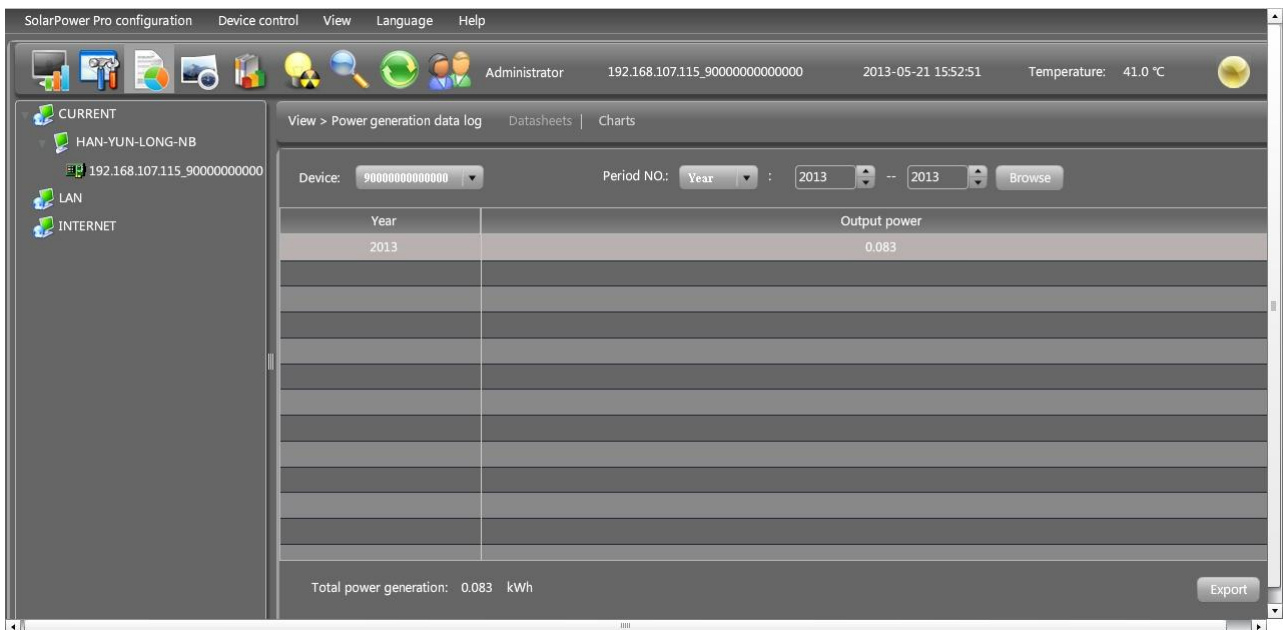 SolarPower Pro configuration Device control View Language Help
Administrator 192.168.107.115_90000000000000 2013-05-21 15:52:51 Temperature: 41.0 ℃
CURRENT
HAN-YUN-LONG-NB
192.168.107.115_90000000000
LAN
INTERNET
View > Power generation data log Datasheets | Charts
Device: 90000000000000 Period NO.: Year : 2013 -- 2013 Browse
Year Output power
2013 0.083
Total power generation: 0.083 kWh Export